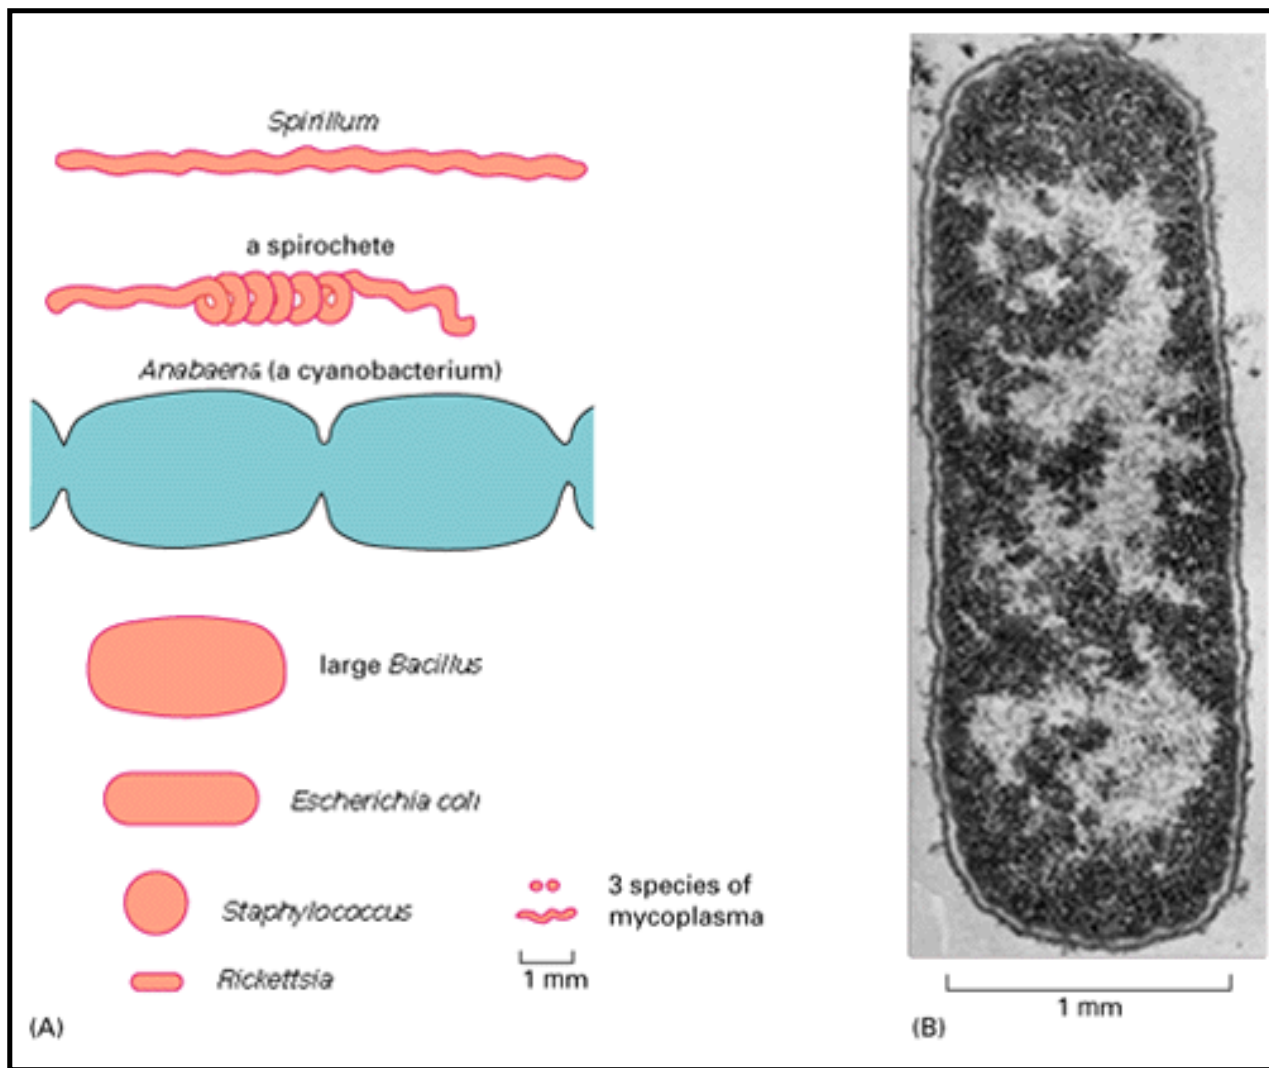 Spirillum
a spirochete
Anabaena (a cyanobacterium)
large Bacillus
Escherichia coli
Staphylococcus
3 species of
mycoplasma
Rickettsia
1 mm
1 mm
(A)
(B)